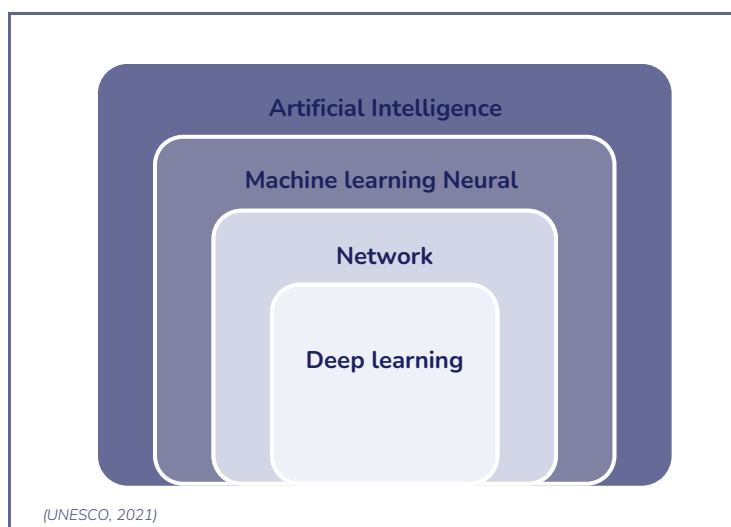 Artificial Intelligence
Machine learning Neural
Network
Deep learning
(UNESCO, 2021)